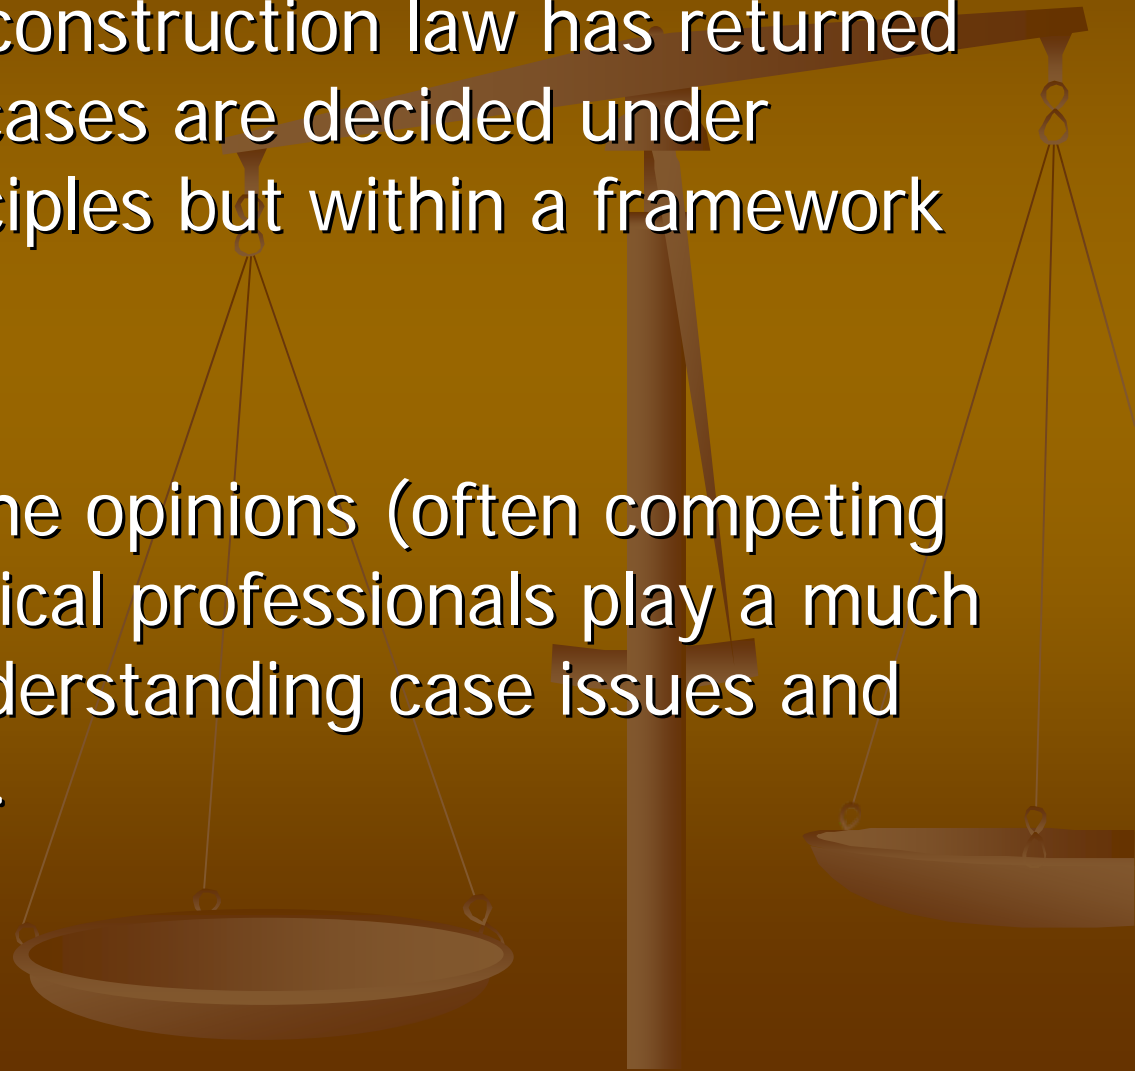 construction law has returned
cases are decided under
ciples but within a framework
he opinions (often competing
ical professionals play a much
derstanding case issues and
.